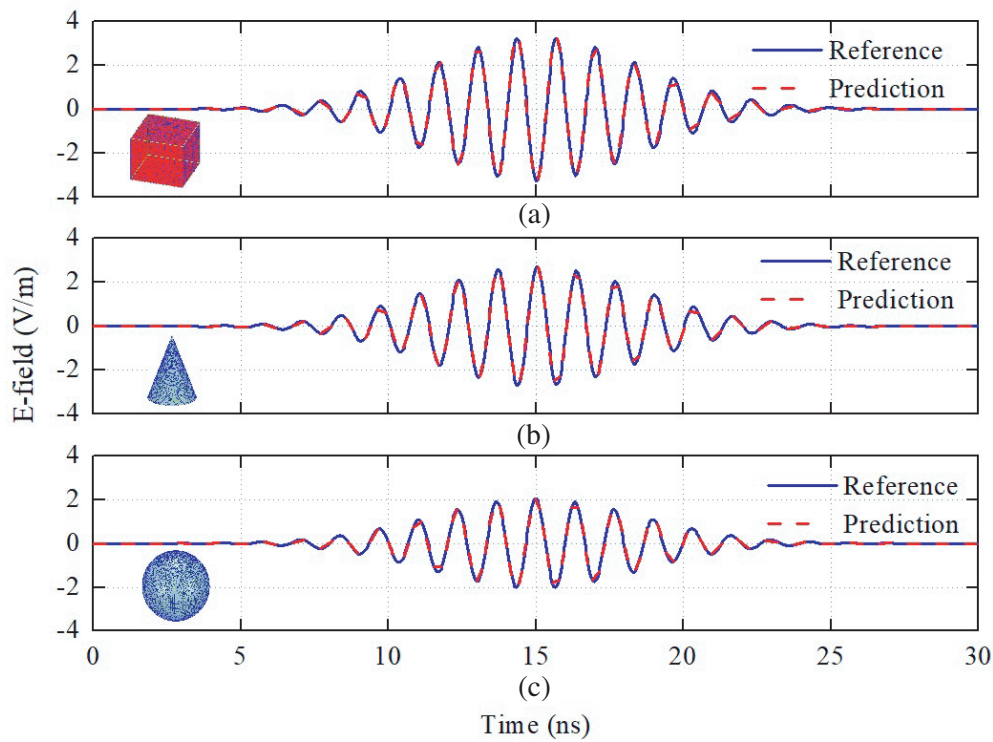 4
2
0
-2
-4
Reference
Prediction
(a)
4
2
0
-2
-4
Reference
Prediction
(b)
E-field (V/m)
4
2
0
-2
-4
Reference
Prediction
0 5 10 15 20 25 30
(c)
Time (ns)